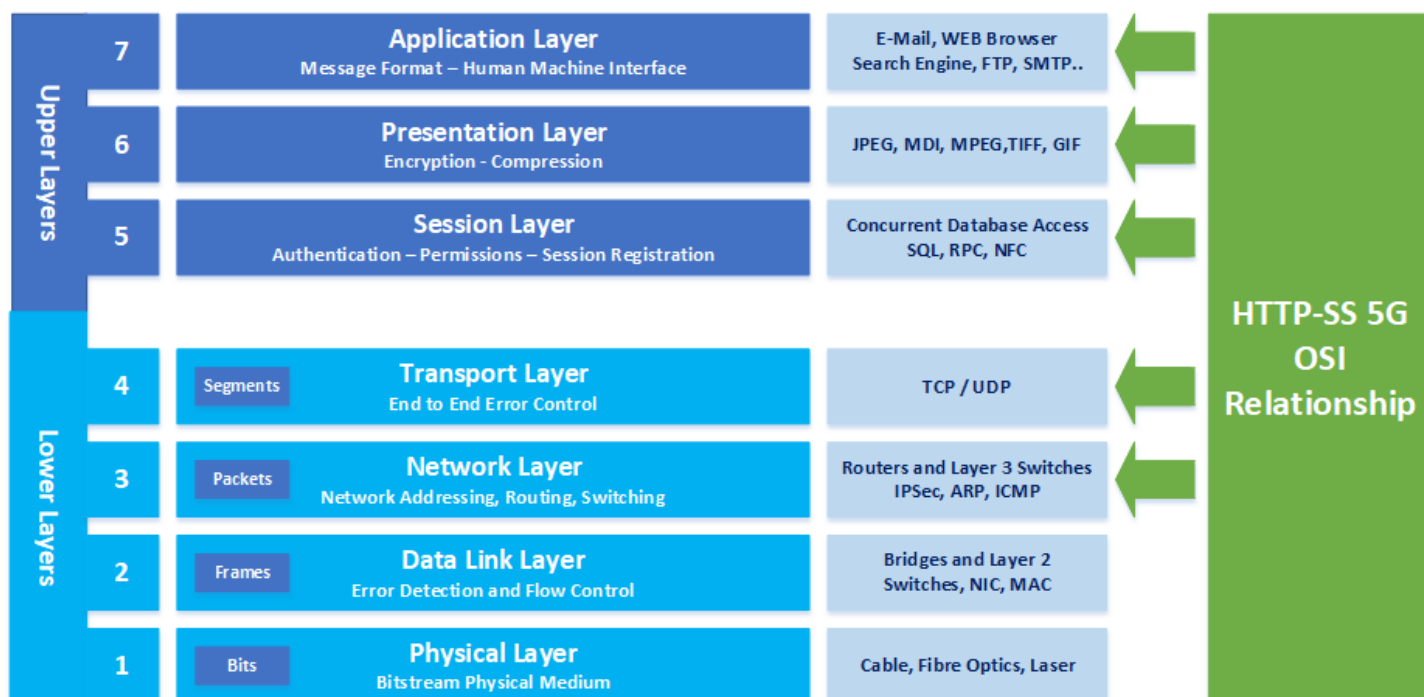 Upper Layers
7
Application Layer
Message Format – Human Machine Interface
E-Mail, WEB Browser
Search Engine, FTP, SMTP..
6
Presentation Layer
Encryption - Compression
JPEG, MDI, MPEG,TIFF, GIF
5
Session Layer
Authentication – Permissions – Session Registration
Concurrent Database Access
SQL, RPC, NFC
Lower Layers
4
Segments
Transport Layer
End to End Error Control
TCP / UDP
3
Packets
Network Layer
Network Addressing, Routing, Switching
Routers and Layer 3 Switches
IPSec, ARP, ICMP
2
Frames
Data Link Layer
Error Detection and Flow Control
Bridges and Layer 2
Switches, NIC, MAC
1
Bits
Physical Layer
Bitstream Physical Medium
Cable, Fibre Optics, Laser
HTTP-SS 5G
OSI
Relationship